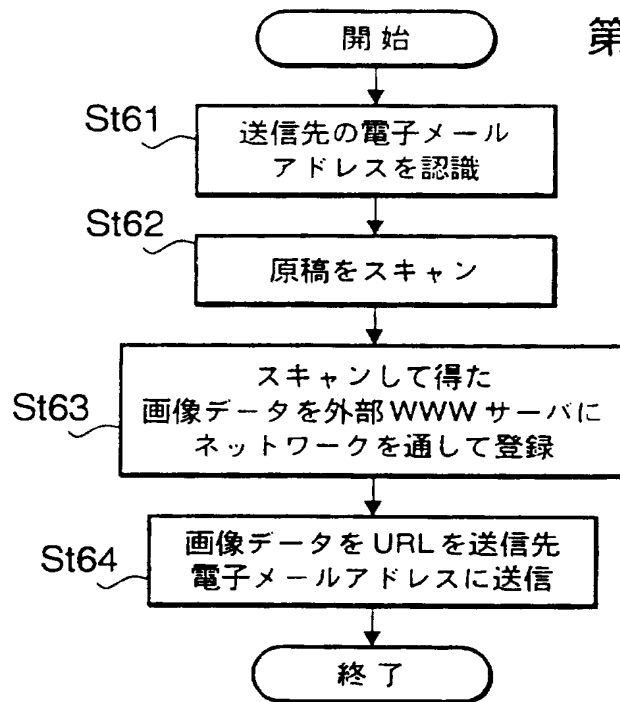 開始
第
St61
送信先の電子メール
アドレスを認識
St62
原稿をスキャン
St63
スキャンして得た
画像データを外部WWWサーバに
ネットワークを通して登録
St64
画像データをURLを送信先
電子メールアドレスに送信
終了